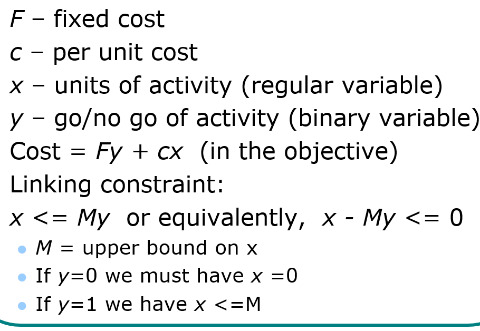 F – fixed cost
c – per unit cost
x – units of activity (regular variable)
y – go/no go of activity (binary variable)
Cost = Fy + cx (in the objective)
Linking constraint:
x <= My or equivalently, x - My <= 0
• M = upper bound on x
• If y=0 we must have x =0
• If y=1 we have x <=M